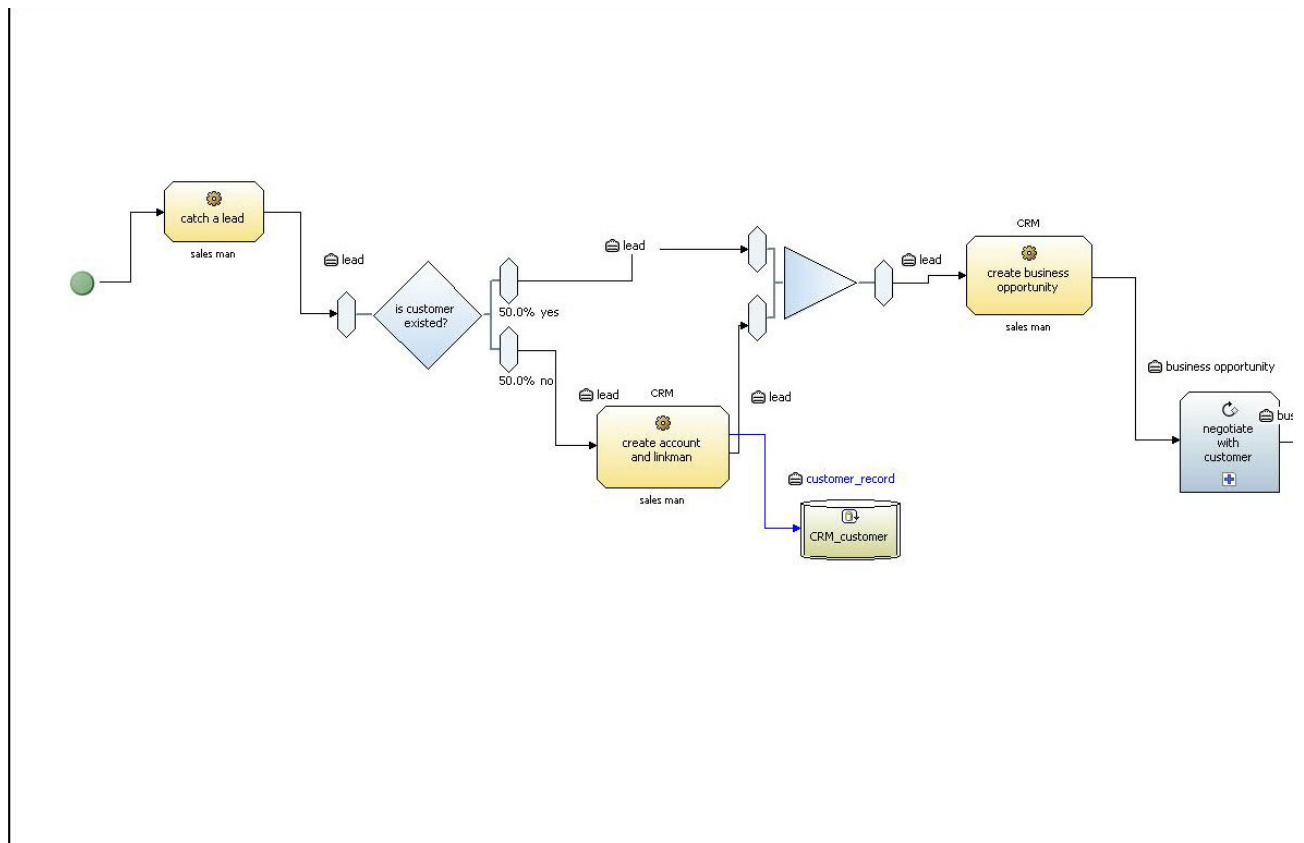 catch a lead
sales man
lead
is customer
existed?
50.0% yes
50.0% no
lead
lead
CRM
create account
and linkman
sales man
lead
customer_record
CRM_customer
lead
CRM
create business
opportunity
sales man
business opportunity
negotiate
with
customer